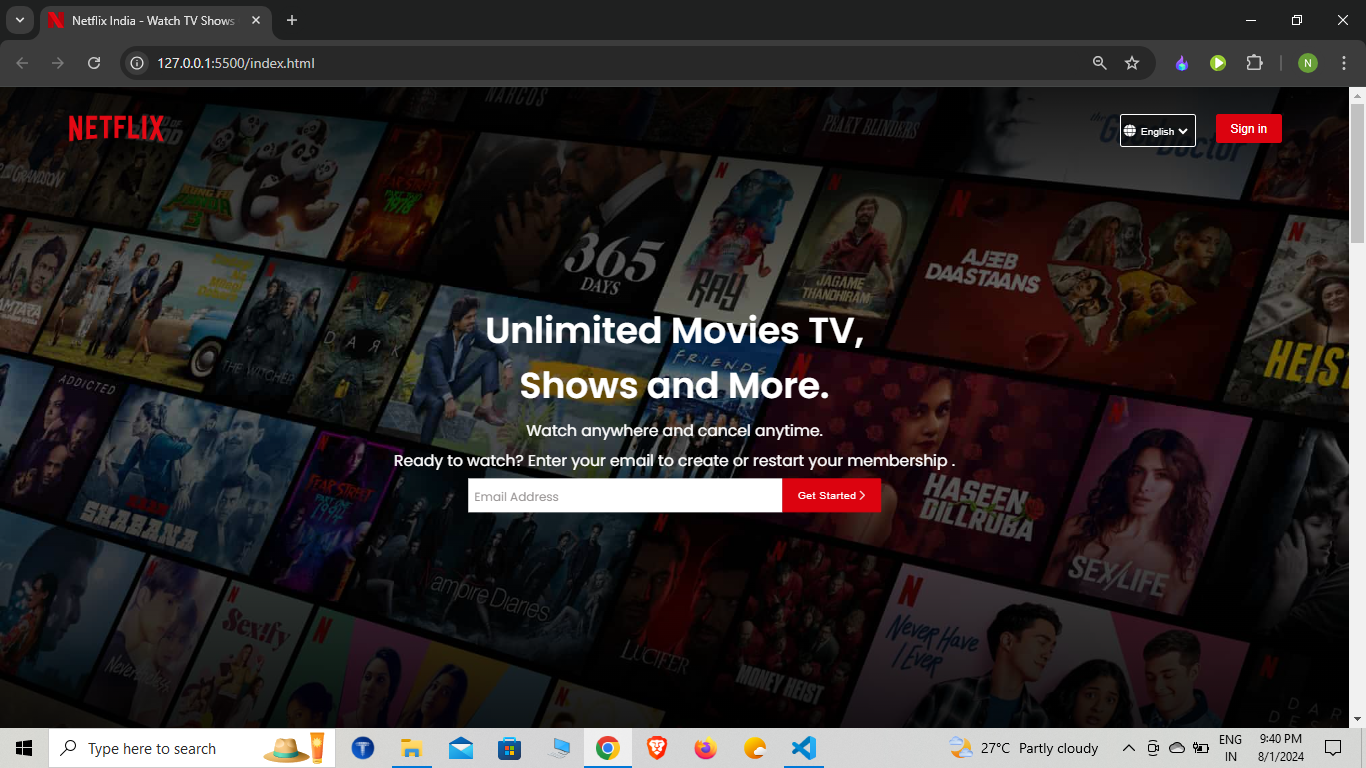 Netflix India - Watch TV Shows
127.0.0.1:5500/index.html
N
NARCOS
PEAKY BLINDERS
NETFLIX
English
Sign in
KUNG FU
365
DAYS
RAY
JAGAME
THANDHIRAM
AJEEB
DAASTAANS
THE WITCHER
DARK
HEIST
Unlimited Movies TV,
FRIENDS
Shows and More.
ADDICTED
Watch anywhere and cancel anytime.
Ready to watch? Enter your email to create or restart your membership .
Email Address
Get Started
FEAR STREET
NAAM
SHABANA
HASEEN
DILLRUBA
SEX/LIFE
Vampire Diaries
Sexify
LUCIFER
MONEY HEIST
Never Have
I Ever
Type here to search
27°C Partly cloudy
ENG
IN
9:40 PM
8/1/2024